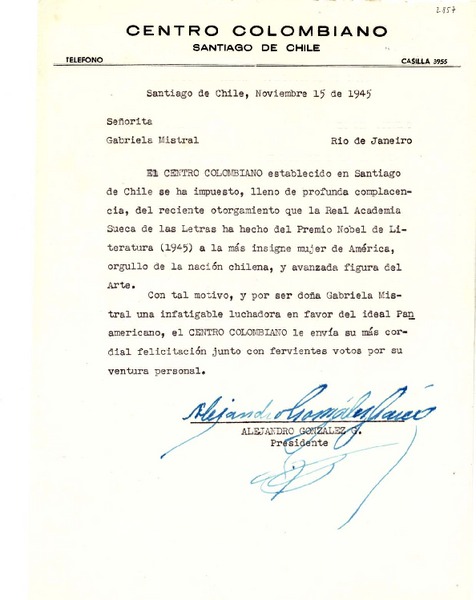 2857
CENTRO COLOMBIANO
SANTIAGO DE CHILE
TELEFONO CASILLA 3955
Santiago de Chile, Noviembre 15 de 1945
Señorita
Gabriela Mistral Rio de Janeiro
El CENTRO COLOMBIANO establecido en Santiago
de Chile se ha impuesto, lleno de profunda complacen-
cia, del reciente otorgamiento que la Real Academia
Sueca de las Letras ha hecho del Premio Nobel de Li-
teratura (1945) a la más insigne mujer de América,
orgullo de la nación chilena, y avanzada figura del
Arte.
Con tal motivo, y por ser doña Gabriela Mis-
tral una infatigable luchadora en favor del ideal Pan
americano, el CENTRO COLOMBIANO le envía su más cor-
dial felicitación junto con fervientes votos por su
ventura personal.
Alejandro González García
ALEJANDRO GONZALEZ G.
Presidente